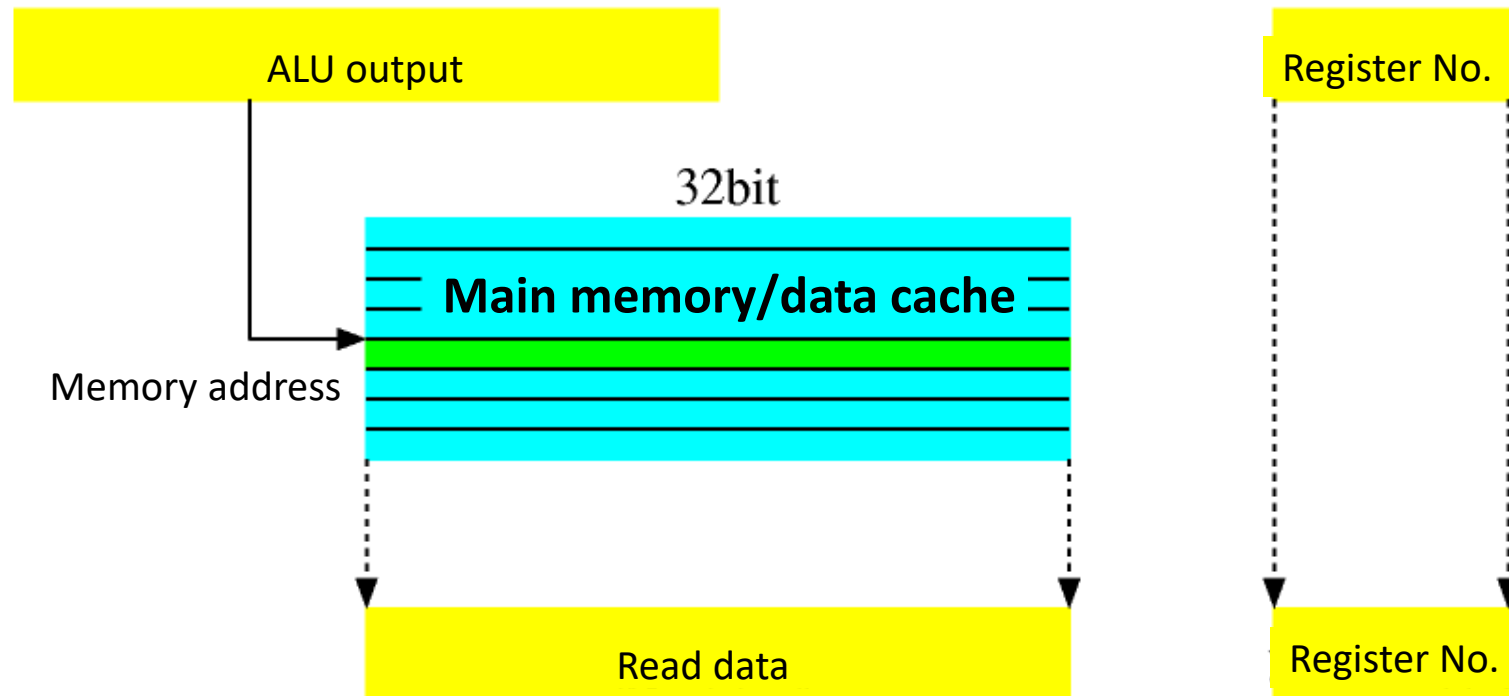 ALU output
Register No.
32bit
Main memory/data cache
Memory address
Read data
Register No.